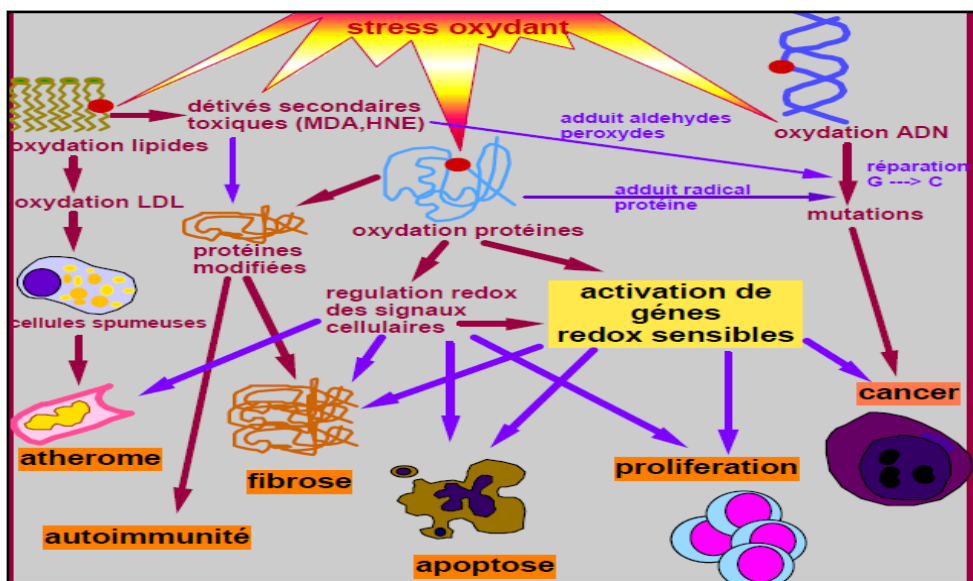 stress oxydant
détivés secondaires
toxiques (MDA,HNE)
adduit aldehydes
peroxydes
oxydation ADN
oxydation lipides
réparation
G ---> C
oxydation LDL
adduit radical
protéine
mutations
oxydation protéines
protéines
modifiées
regulation redox
des signaux
cellulaires
activation de
génes
redox sensibles
cellules spumeuses
cancer
atherome
fibrose
proliferation
autoimmunité
apoptose